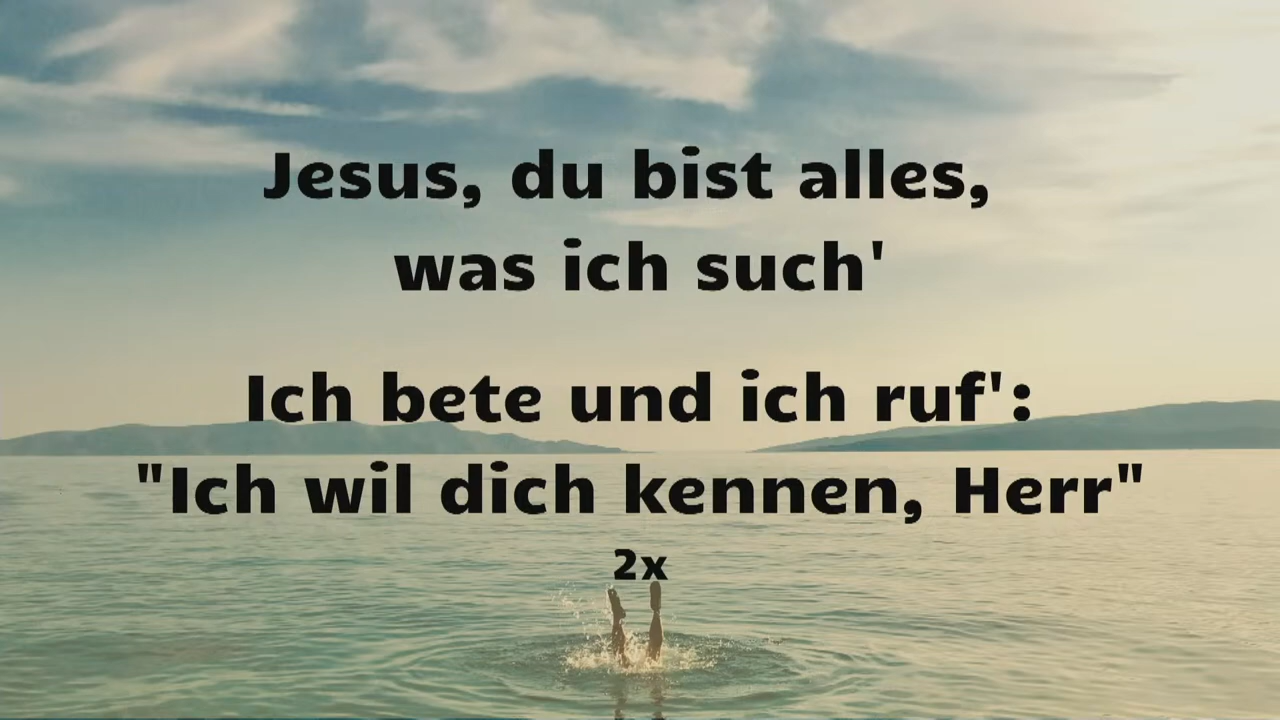 Jesus, du bist alles,
was ich such'
Ich bete und ich ruf':
"Ich wil dich kennen, Herr"
2x